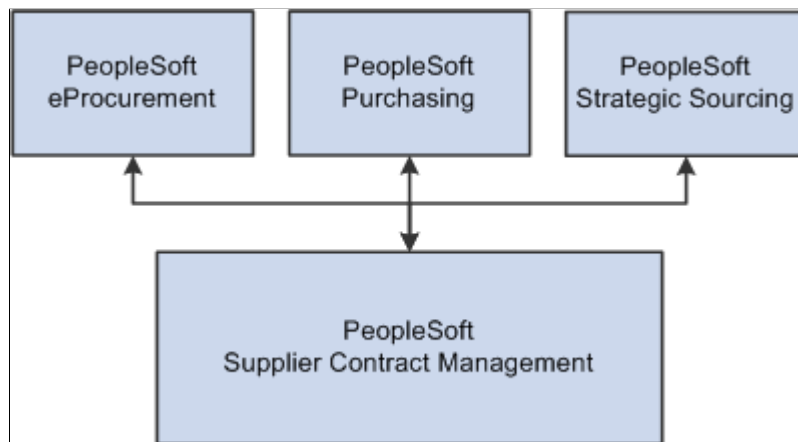 PeopleSoft
eProcurement
PeopleSoft
Purchasing
PeopleSoft
Strategic Sourcing
PeopleSoft
Supplier Contract Management